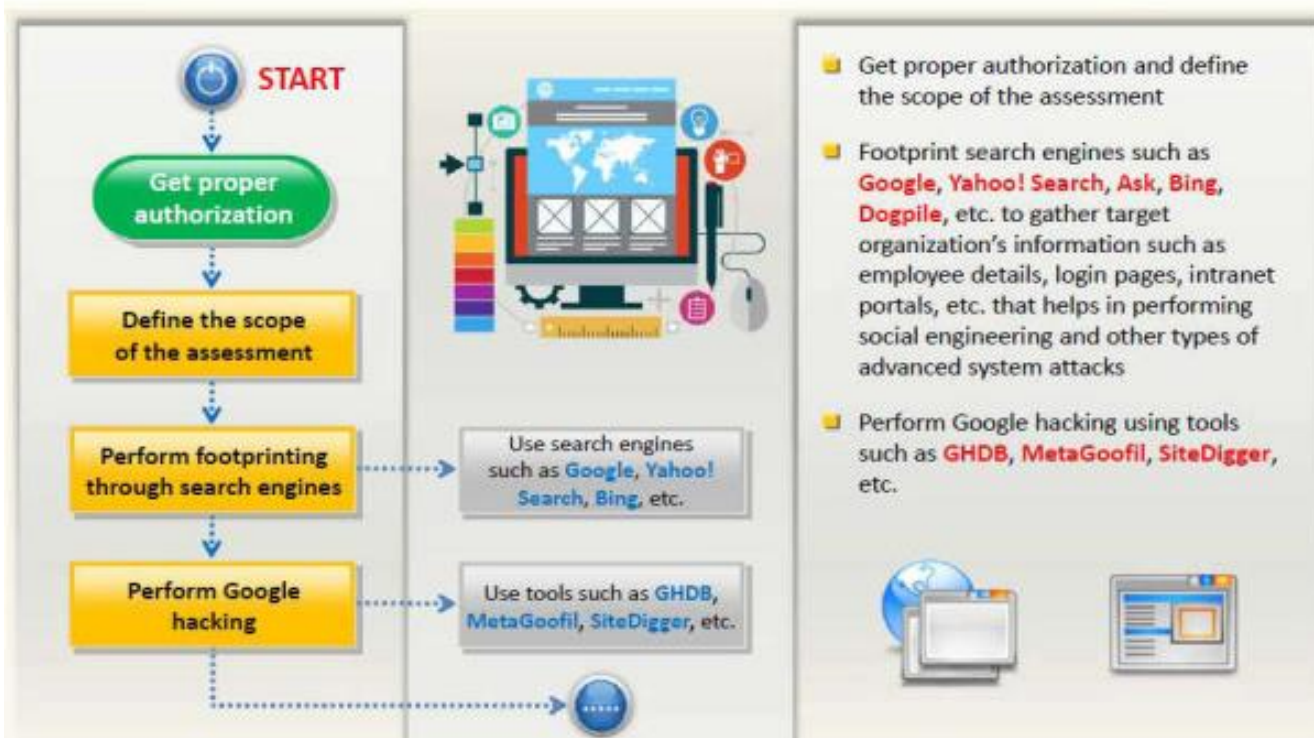 START
Get proper
authorization
Define the scope
of the assessment
Perform footprinting
through search engines
Perform Google
hacking
Use search engines
such as Google, Yahoo!
Search, Bing, etc.
Use tools such as GHDB,
MetaGoofil, SiteDigger, etc.
Get proper authorization and define
the scope of the assessment
Footprint search engines such as
Google, Yahoo! Search, Ask, Bing,
Dogpile, etc. to gather target
organization's information such as
employee details, login pages, intranet
portals, etc. that helps in performing
social engineering and other types of
advanced system attacks
Perform Google hacking using tools
such as GHDB, MetaGoofil, SiteDigger,
etc.